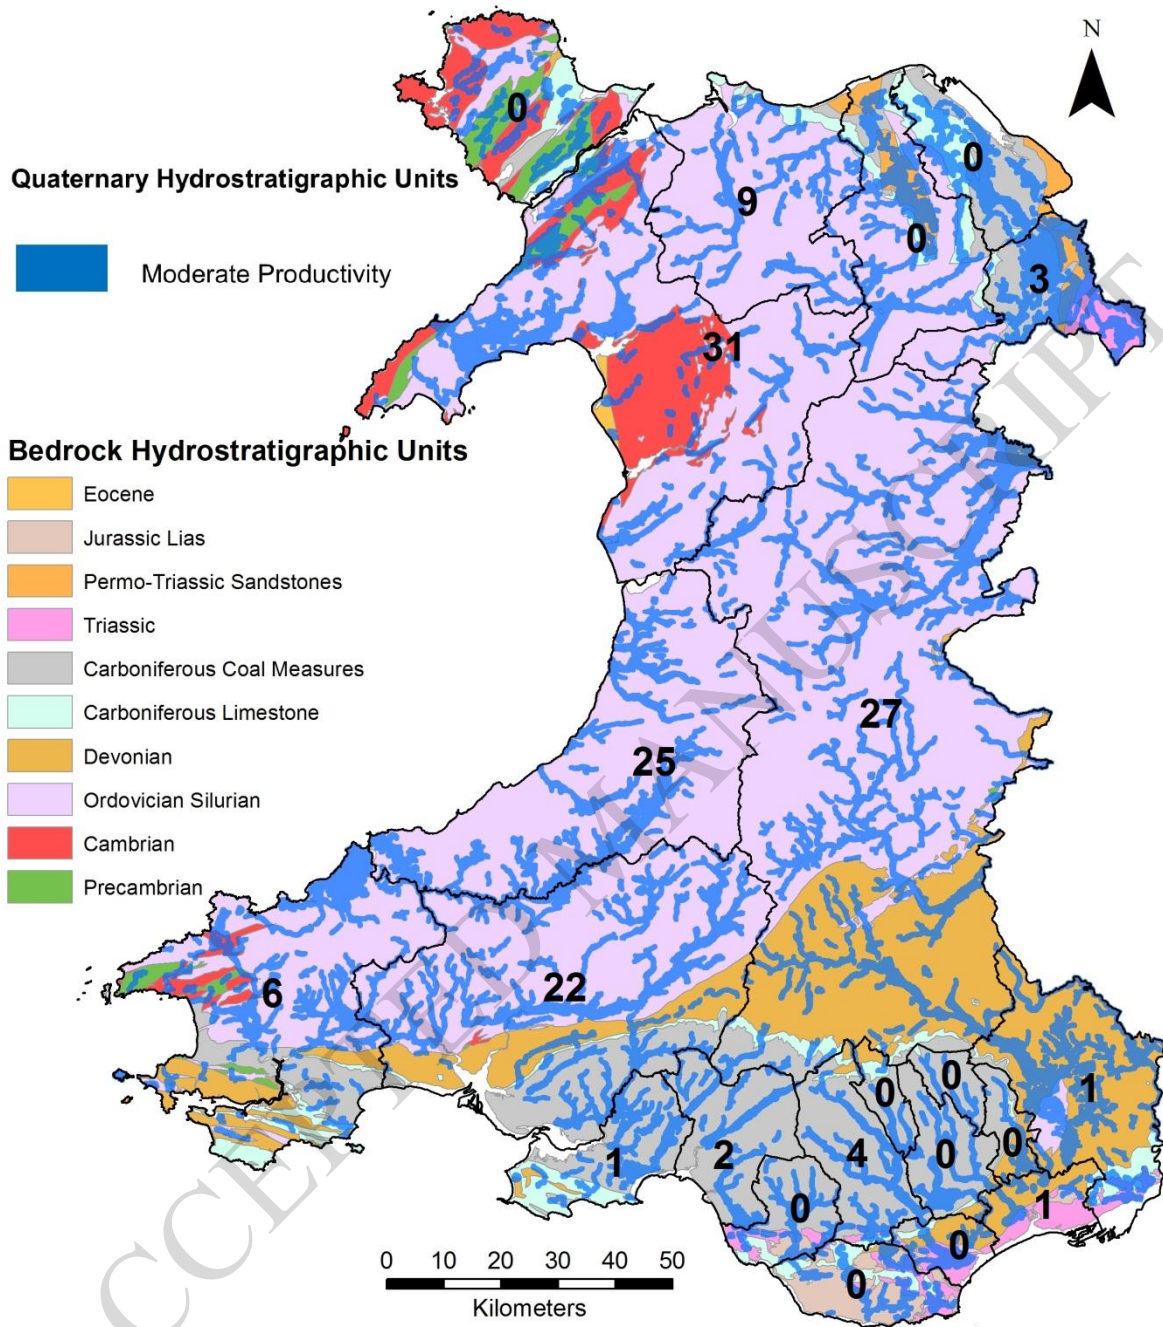 N
0
Quaternary Hydrostratigraphic Units
0
9
0
Moderate Productivity
3
31
Bedrock Hydrostratigraphic Units
Eocene
Jurassic Lias
Permo-Triassic Sandstones
Triassic
Carboniferous Coal Measures
Carboniferous Limestone
Devonian
Ordovician Silurian
Cambrian
Precambrian
27
25
6
22
0
0
1
1
2
4
0
0
0
1
0
0
0 10 20 30 40 50
Kilometers
CCEPTED MANUSCRIPT